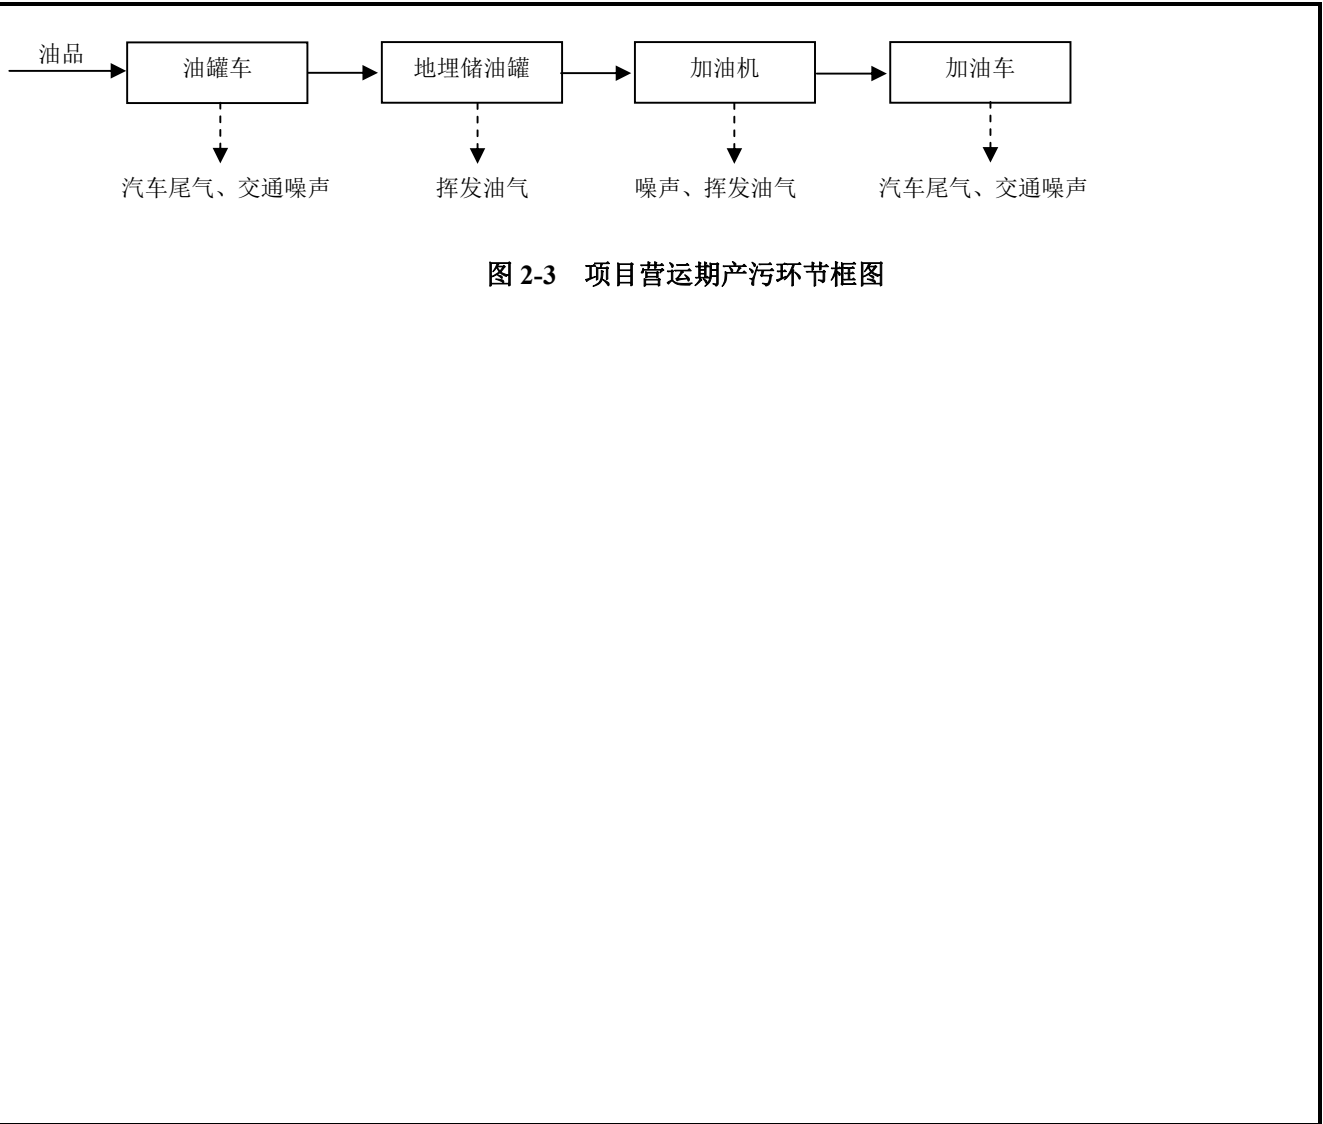 油品
油罐车
地埋储油罐
加油机
加油车
汽车尾气、交通噪声
挥发油气
噪声、挥发油气
汽车尾气、交通噪声
图 2-3 项目营运期产污环节框图